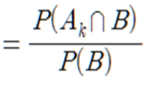 = P(A_k ∩ B) / P(B)